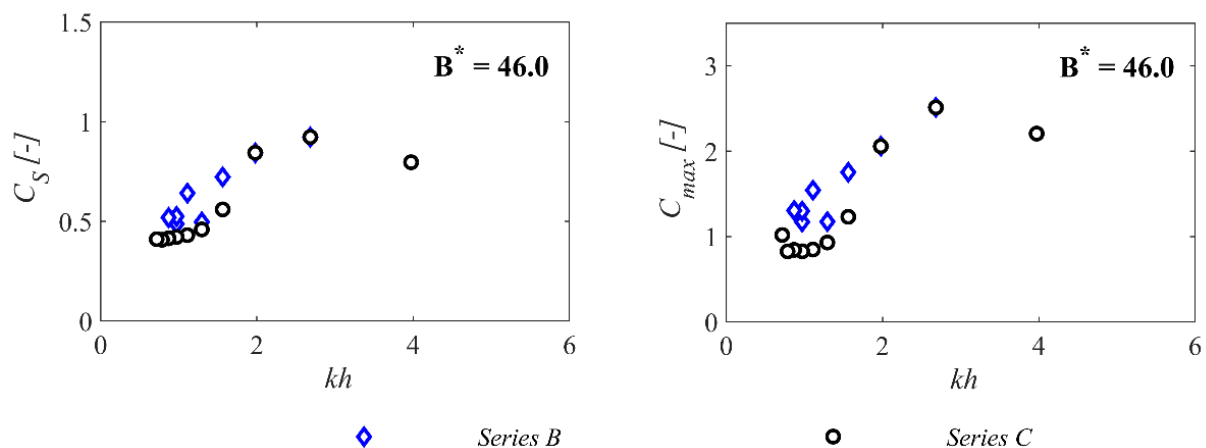 1.5
1
0.5
0
C_S [-]
B* = 46.0
0 2 4 6
kh
3
2
1
0
C_max [-]
B* = 46.0
0 2 4 6
kh
Series B
Series C